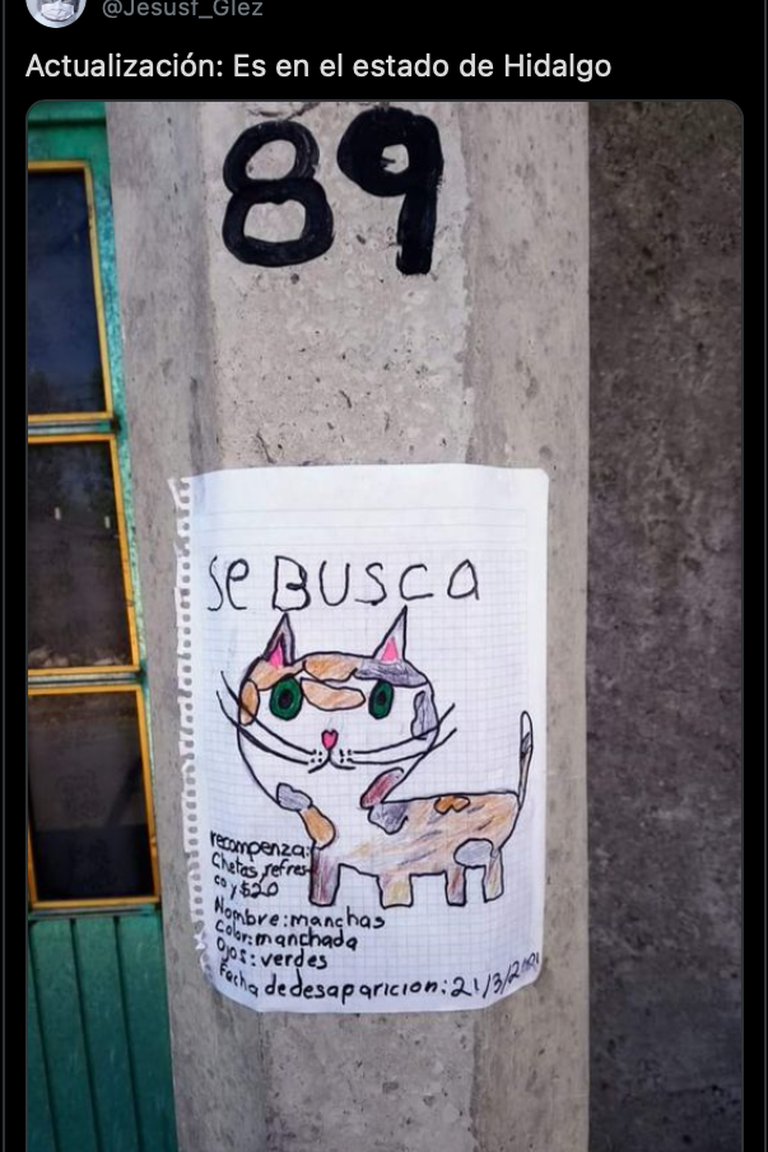 @Jesusf_Glez
Actualización: Es en el estado de Hidalgo
89
Se BUSCa
recompenza:
Chetas, refres-
co y $20
Nombre: manchas
Color: manchada
Ojos: verdes
Fecha de desaparicion: 21/3/2021